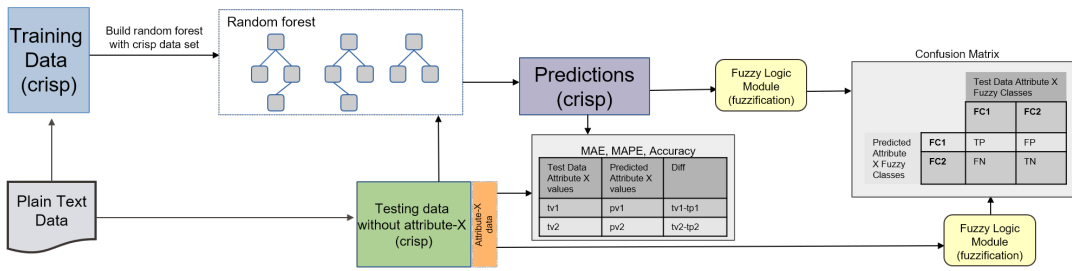 Training
Data
(crisp)
Build random forest
with crisp data set
Random forest
Predictions
(crisp)
Fuzzy Logic
Module
(fuzzification)
Confusion Matrix
Test Data Attribute X
Fuzzy Classes
FC1 FC2
Predicted
Attribute
X Fuzzy
Classes
FC1 TP FP
FC2 FN TN
MAE, MAPE, Accuracy
Test Data
Attribute X
values
Predicted
Attribute X
values
Diff
tv1 pv1 tv1-tp1
tv2 pv2 tv2-tp2
Plain Text
Data
Testing data
without attribute-X
(crisp)
Attribute-X
data
Fuzzy Logic
Module
(fuzzification)